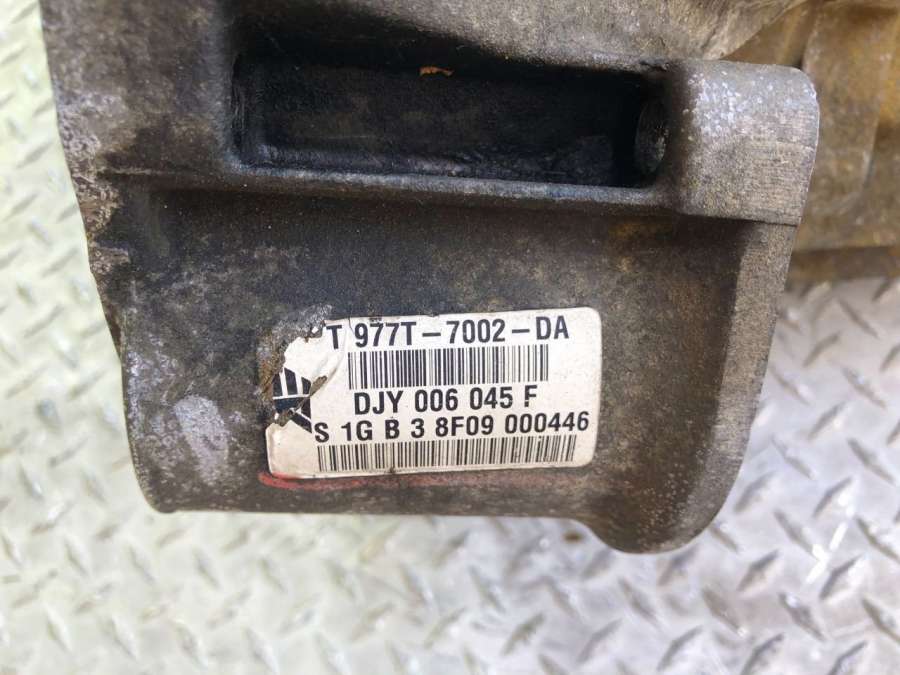 T 977T-7002-DA
DJY 006 045 F
S 1G B 3 8F09 000446